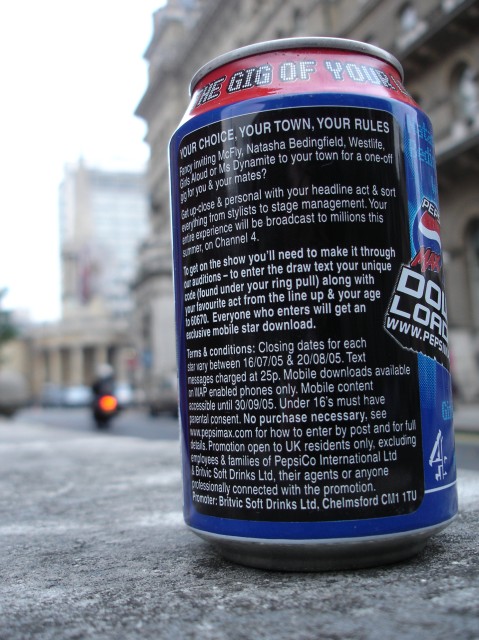 HE GIG OF YOUR
YOUR CHOICE, YOUR TOWN, YOUR RULES
Fancy inviting McFly, Natasha Bedingfield, Westlife,
Girls Aloud or Ms Dynamite to your town for a one-off
gig for you & your mates?
Get up-close & personal with your headline act & sort
everything from stylists to stage management. Your
entire experience will be broadcast to millions this
summer, on Channel 4.
To get on the show you'll need to make it through
our auditions – to enter the draw text your unique
code (found under your ring pull) along with
your favourite act from the line up & your age
to 60670. Everyone who enters will get an
exclusive mobile star download.
Terms & conditions: Closing dates for each
star vary between 16/07/05 & 20/08/05. Text
messages charged at 25p. Mobile downloads available
on WAP enabled phones only. Mobile content
accessible until 30/09/05. Under 16's must have
parental consent. No purchase necessary, see
www.pepsimax.com for how to enter by post and for full
details. Promotion open to UK residents only, excluding
employees & families of PepsiCo International Ltd
& Britvic Soft Drinks Ltd, their agents or anyone
professionally connected with the promotion.
Promoter: Britvic Soft Drinks Ltd, Chelmsford CM1 1TU
PEP
MAX
DO
LOAD
WWW.PEPS
4